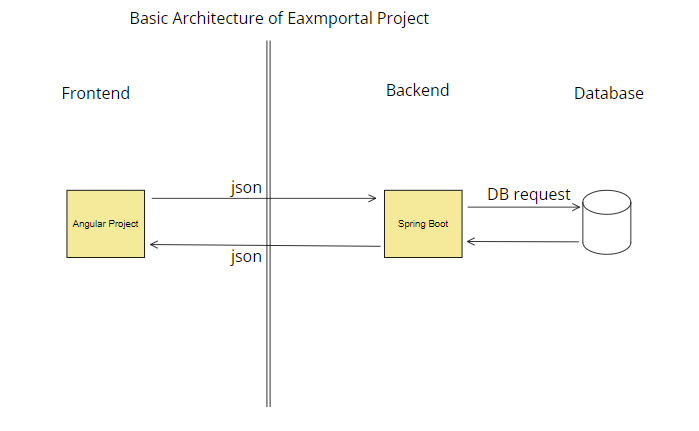 Basic Architecture of Eaxmportal Project
Frontend
Backend
Database
json
DB request
Angular Project
Spring Boot
json